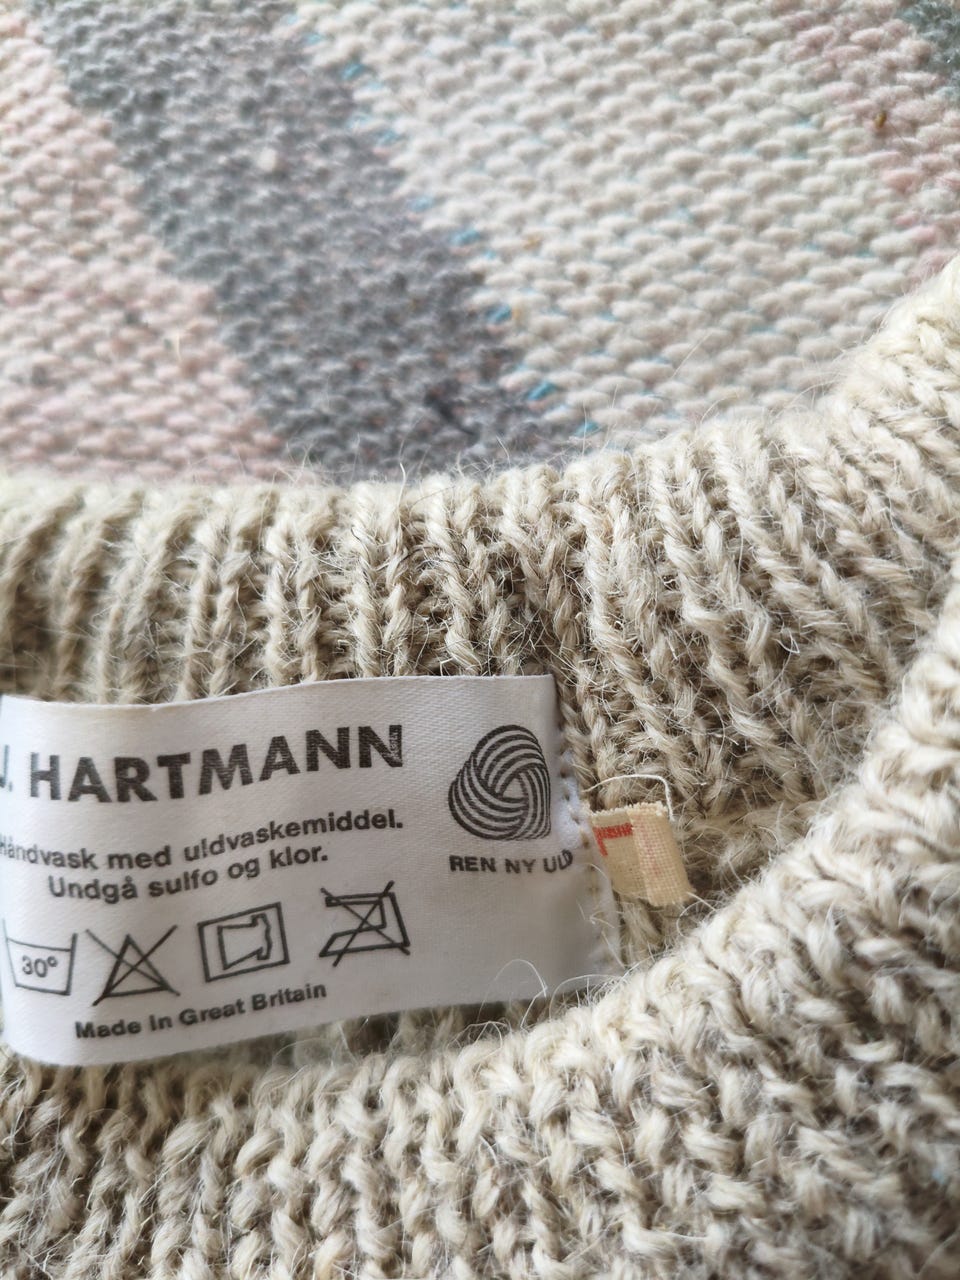 J. HARTMANN
Håndvask med uldvaskemiddel.
Undgå sulfo og klor.
REN NY ULD
30°
Made In Great Britain